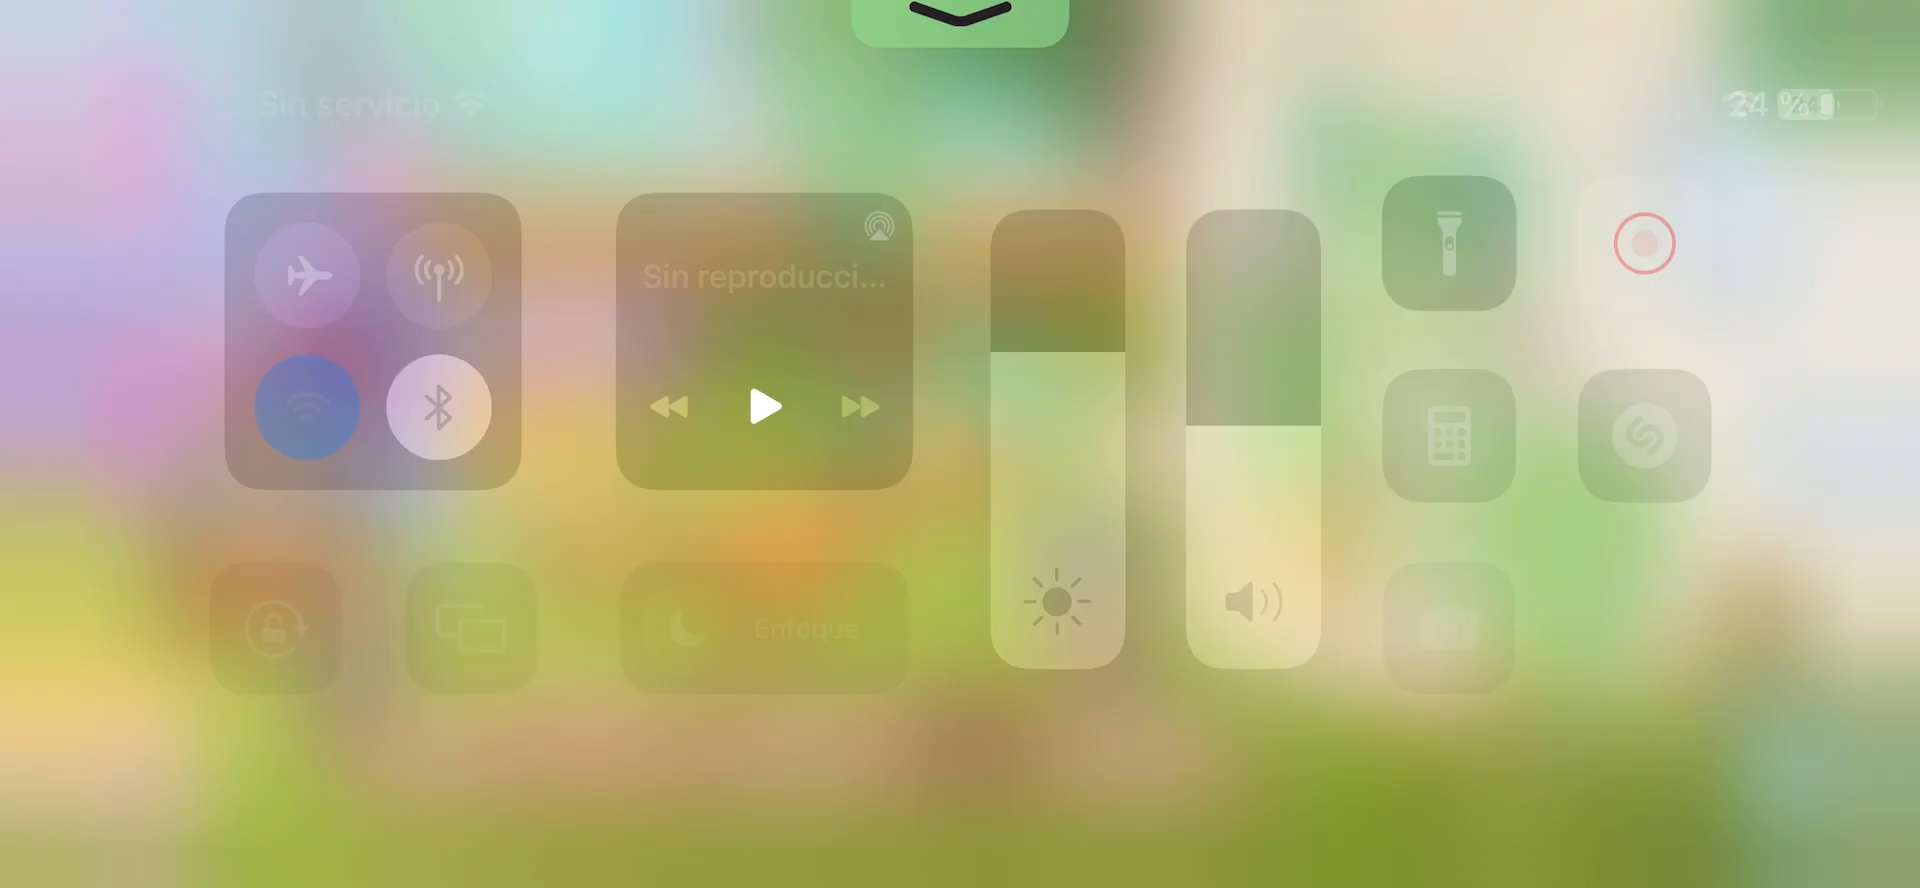 Sin servicio
24 %
Sin reproducci...
Enfoque